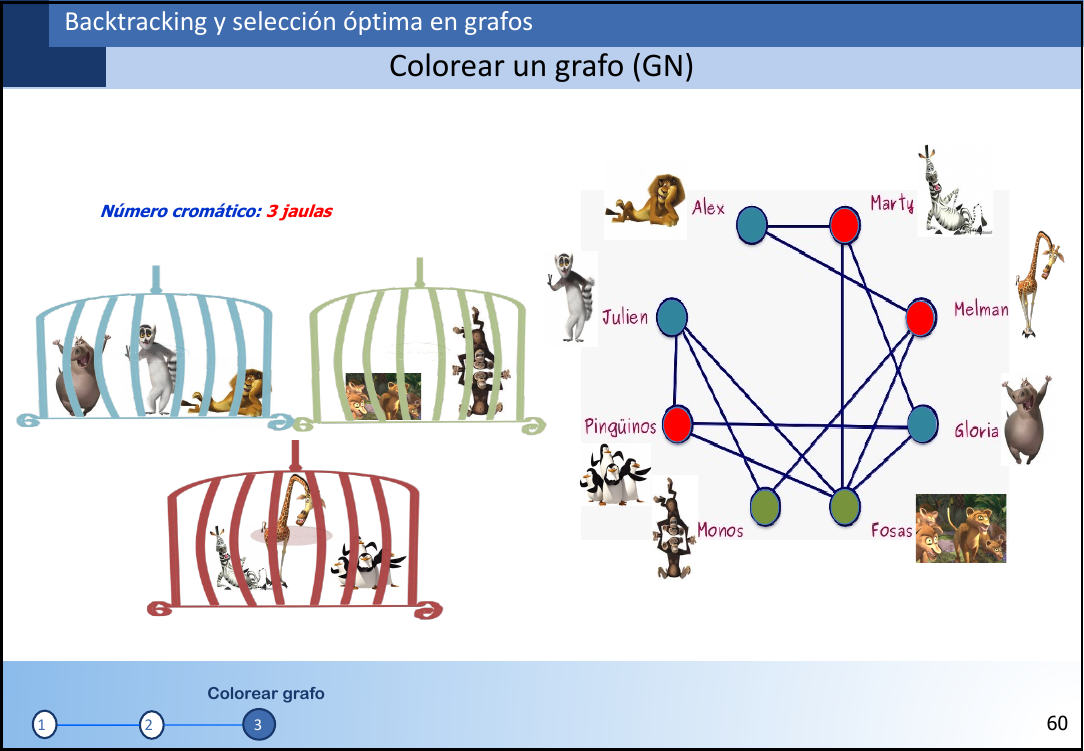 Backtracking y selección óptima en grafos
Colorear un grafo (GN)
Número cromático: 3 jaulas
Alex
Marty
Julien
Melman
Pingüinos
Gloria
Monos
Fosas
Colorear grafo
1
2
3
60